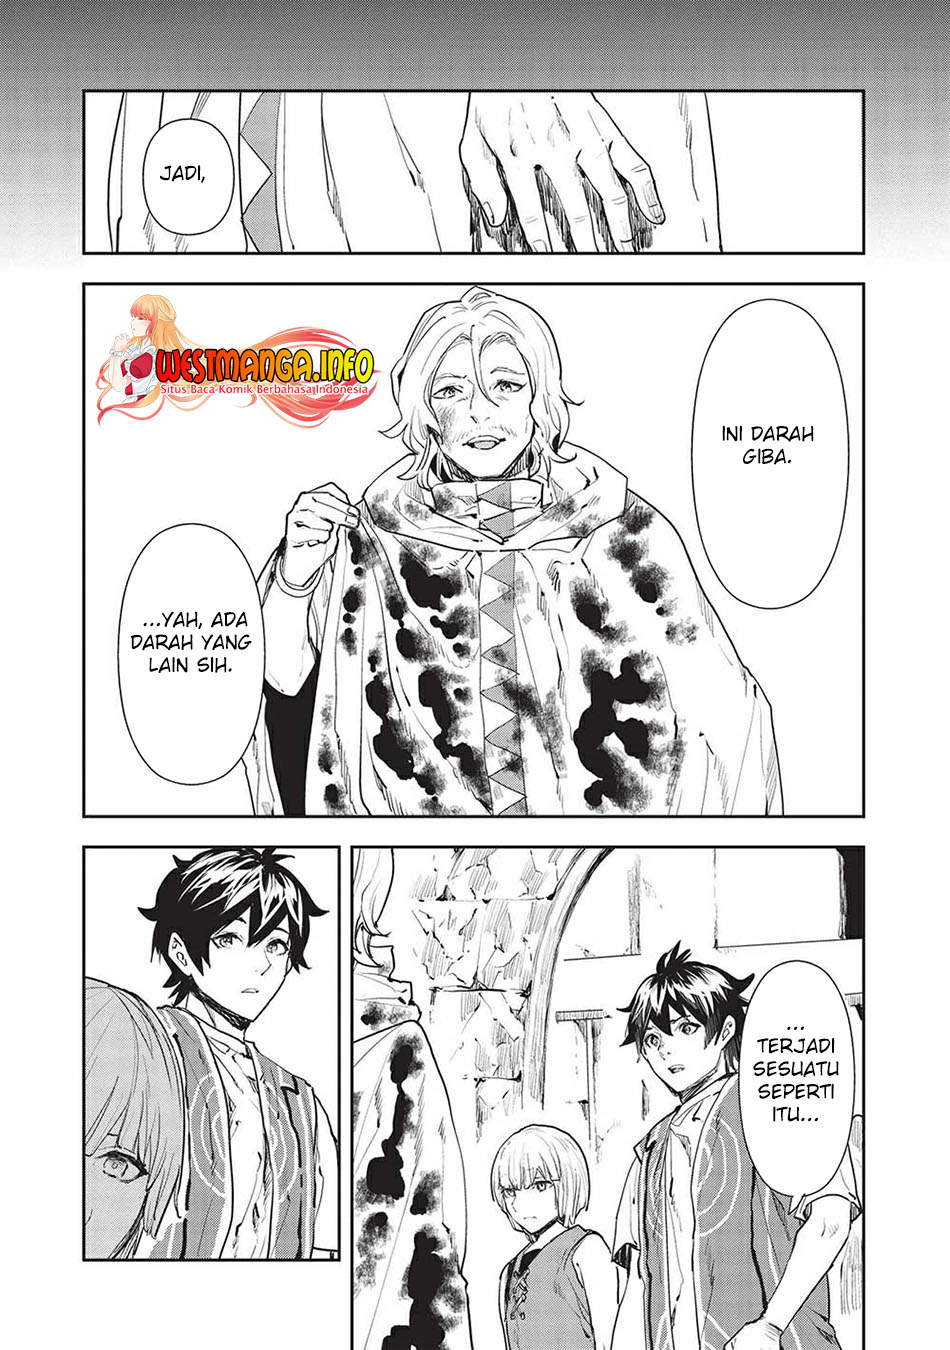 JADI,
WESTMANGA.INFO
Situs Baca Komik Berbahasa Indonesia
INI DARAH
GIBA.
...YAH, ADA
DARAH YANG
LAIN SIH.
...
TERJADI
SESUATU
SEPERTI
ITU...